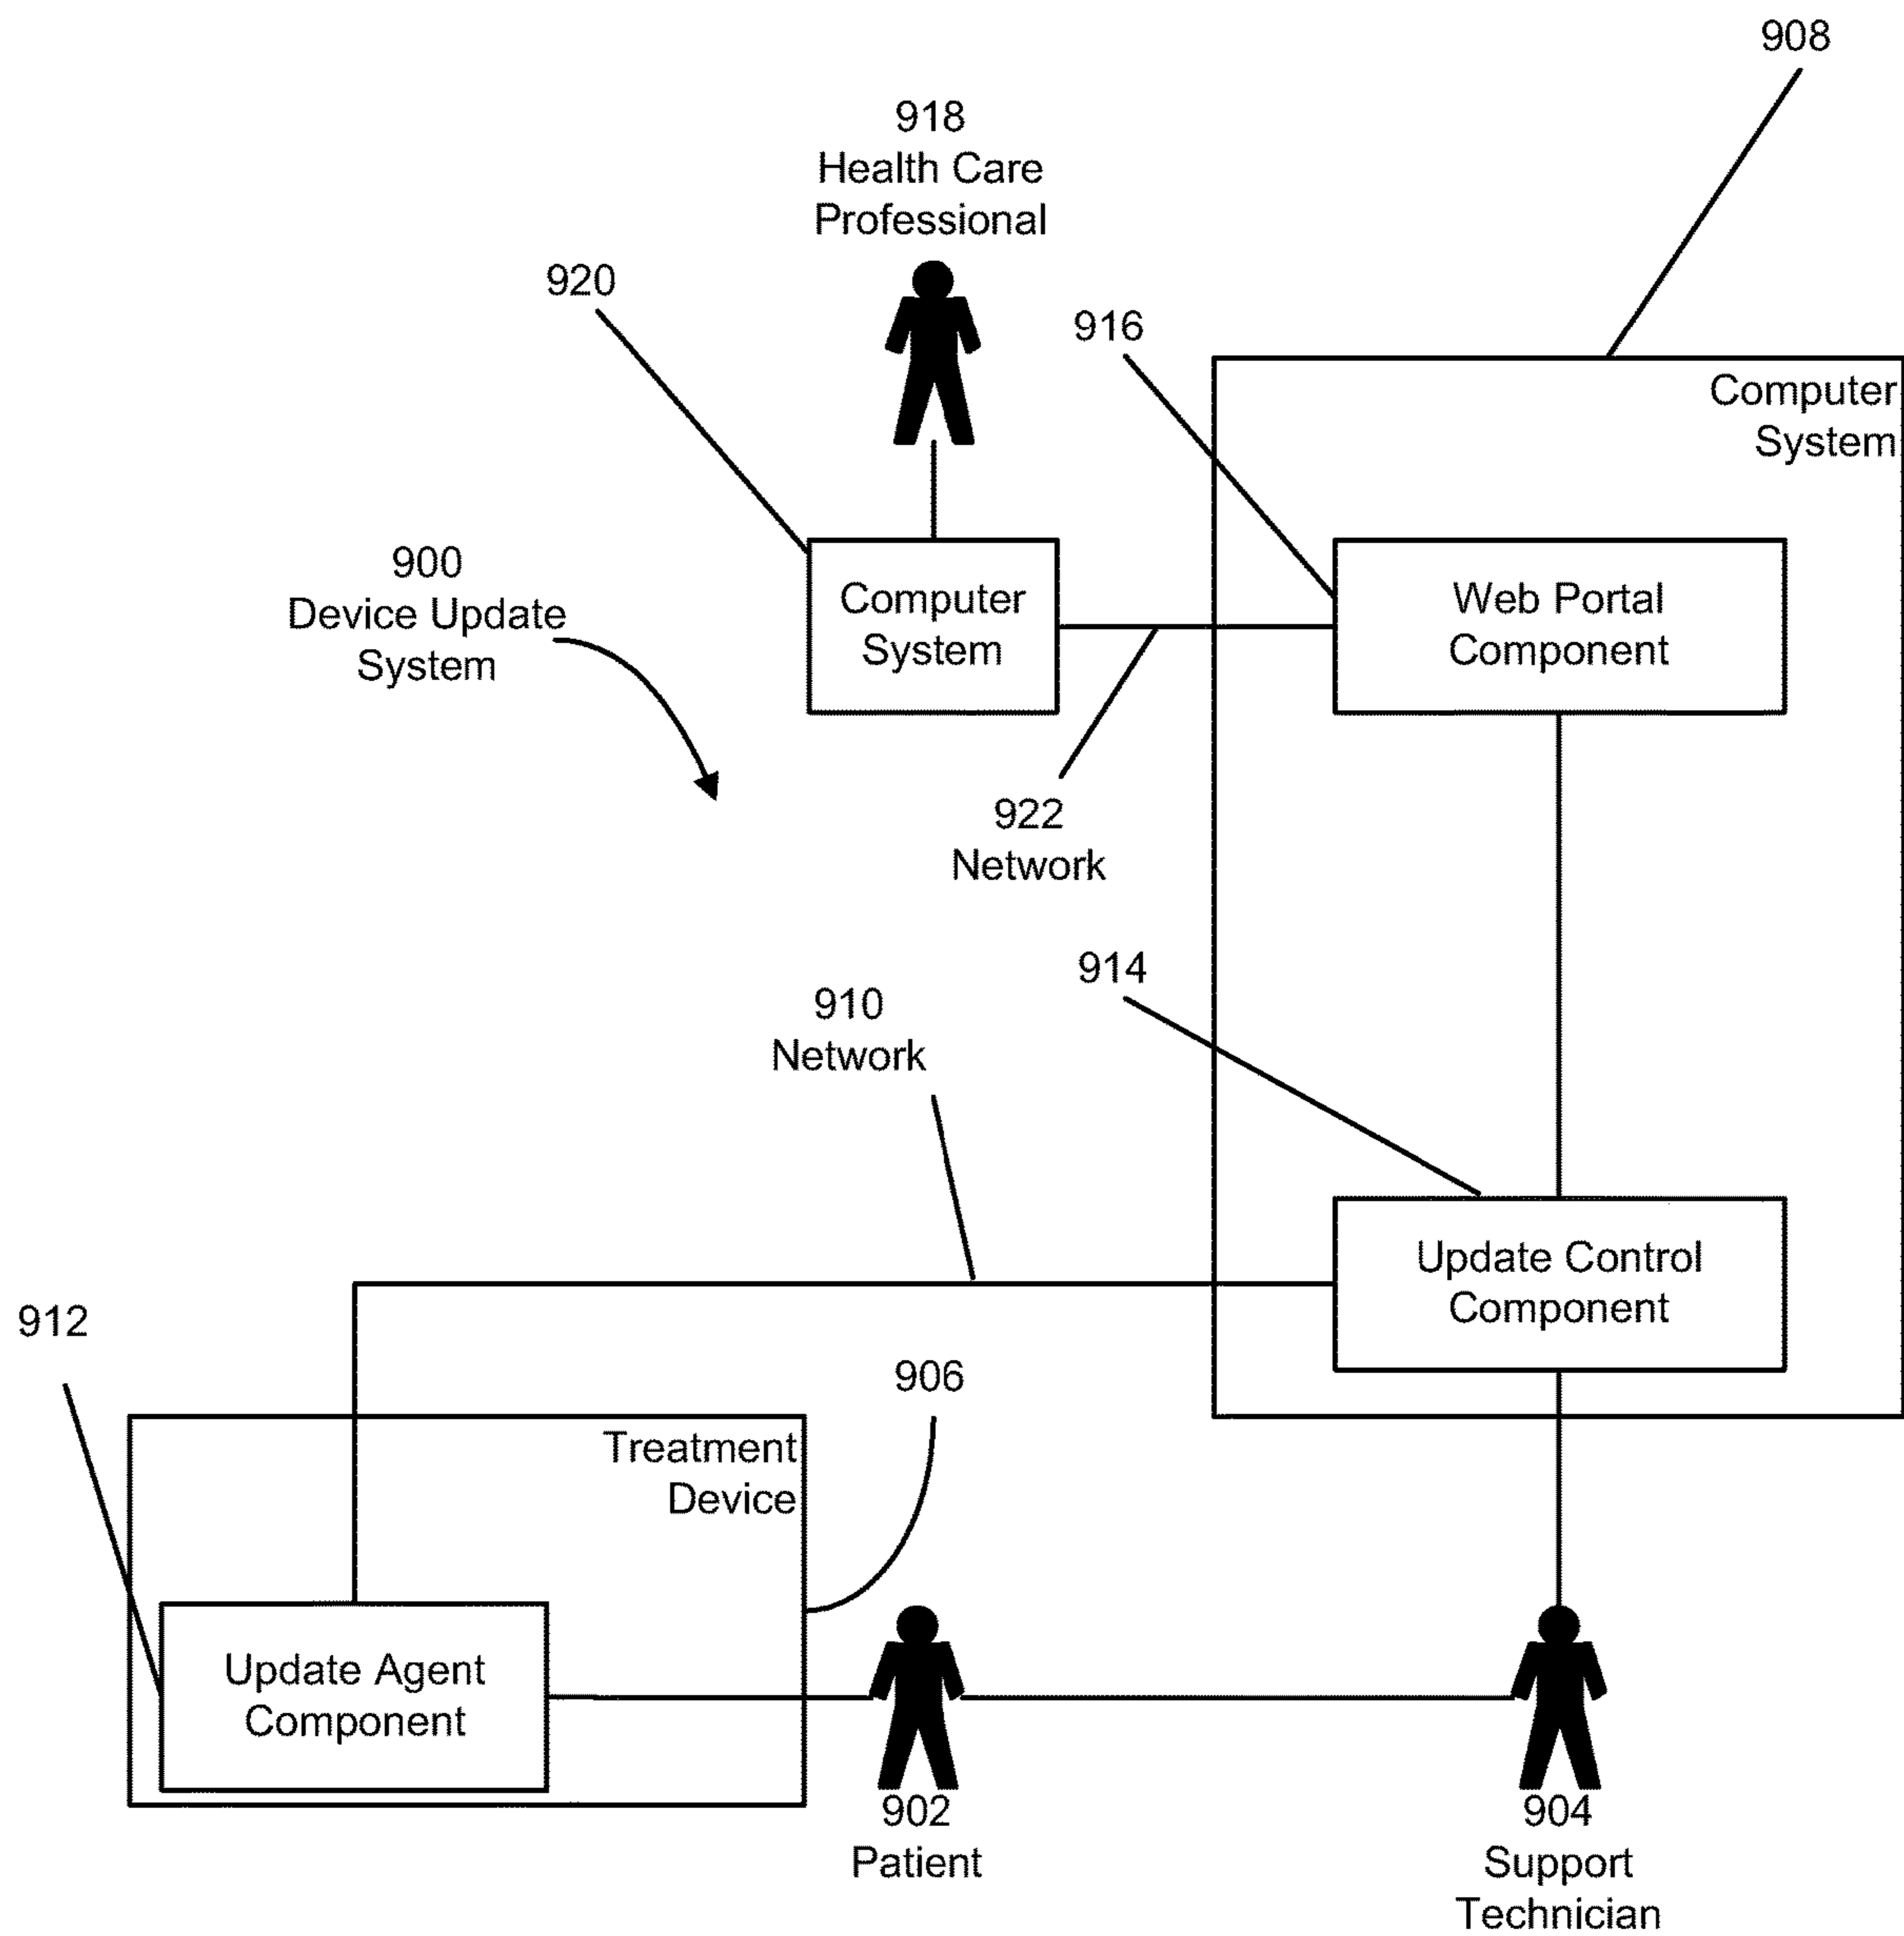 908
918
Health Care
Professional
920
916
Computer
System
900
Device Update
System
Computer
System
Web Portal
Component
922
Network
914
910
Network
Update Control
Component
912
906
Treatment
Device
Update Agent
Component
902
Patient
904
Support
Technician